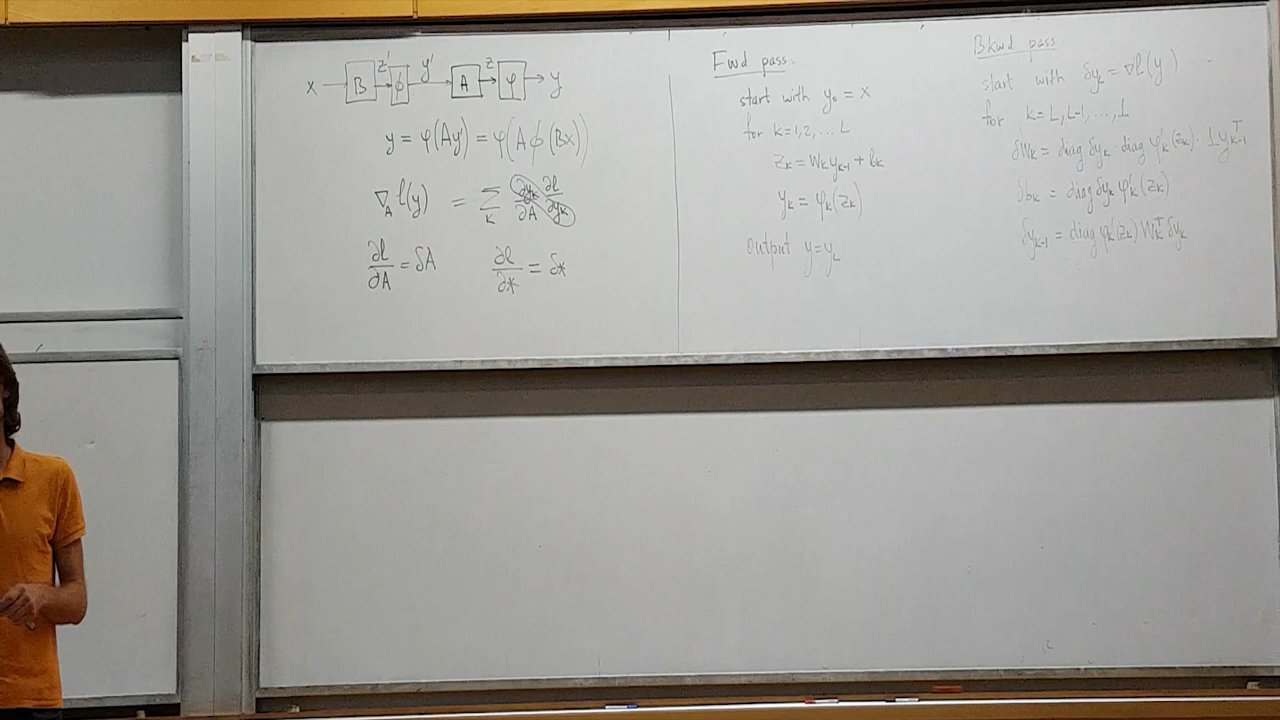 x → B z' → ϕ y' → A z → φ → y
y = φ(Ay') = φ(Aϕ(Bx))
∇_A l(y) = Σ_k ∂y_k/∂A ∂l/∂y_k
∂l/∂A = δA ∂l/∂* = δ*
Fwd pass:
start with y₀ = x
for k=1,2,...L
z_k = W_k y_{k-1} + b_k
y_k = φ_k(z_k)
output y = y_L
Bkwd pass:
start with δy_L = ∇l(y)
for k=L, L-1, ..., 1
δW_k = diag δy_k · diag φ'_k(z_k) · 1 y_{k-1}^T
δb_k = diag δy_k φ'_k(z_k)
δy_{k-1} = diag φ'_k(z_k) W_k^T δy_k